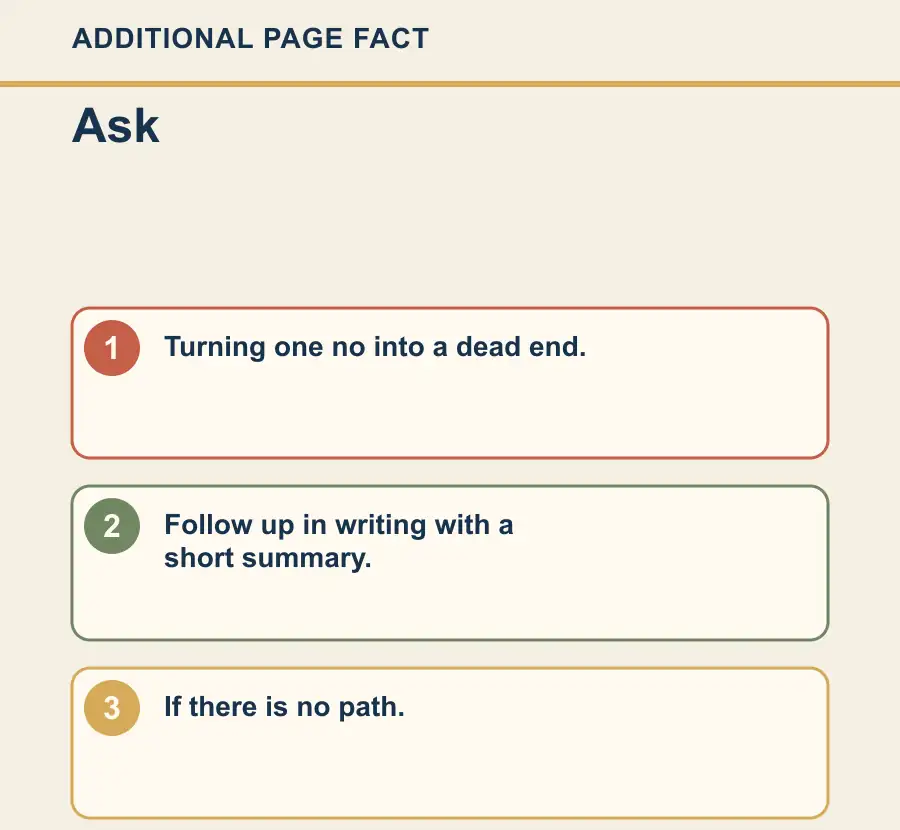 ADDITIONAL PAGE FACT
Ask
1 Turning one no into a dead end.
2 Follow up in writing with a
short summary.
3 If there is no path.